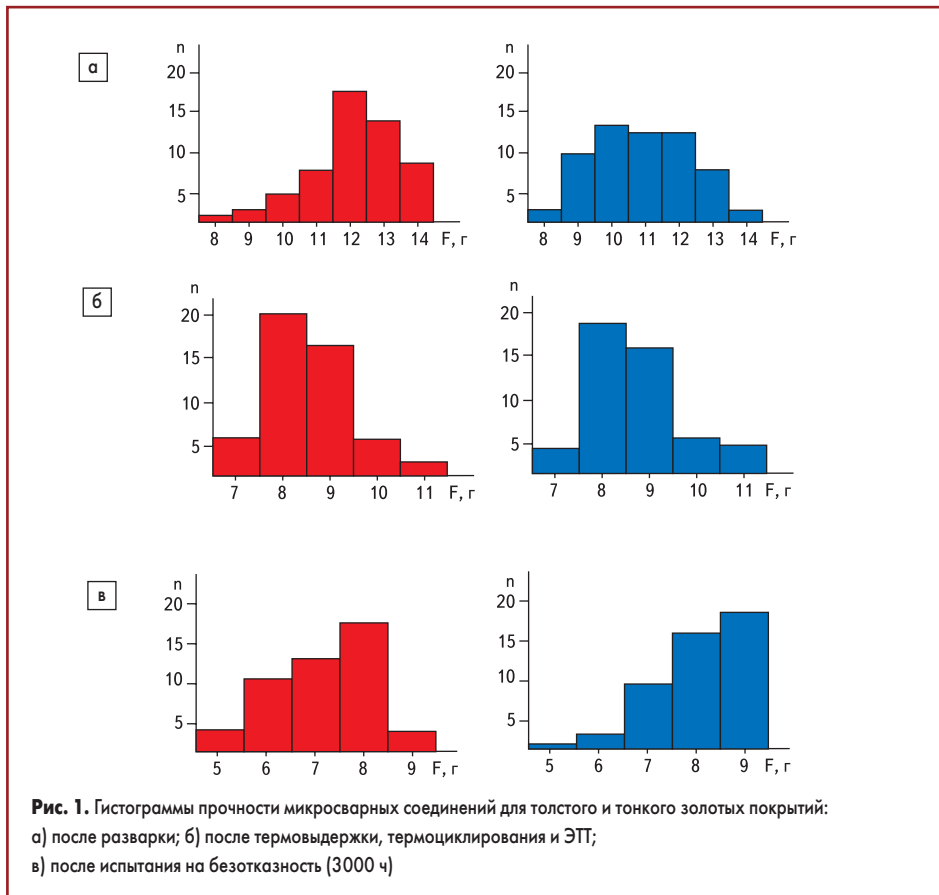 а
n
20
15
10
5
8 9 10 11 12 13 14 F, г
n
20
15
10
5
8 9 10 11 12 13 14 F, г
б
n
20
15
10
5
7 8 9 10 11 F, г
n
20
15
10
5
7 8 9 10 11 F, г
в
n
20
15
10
5
5 6 7 8 9 F, г
n
20
15
10
5
5 6 7 8 9 F, г
Рис. 1. Гистограммы прочности микросварных соединений для толстого и тонкого золотых покрытий:
а) после разварки; б) после термовыдержки, термоциклирования и ЭТТ;
в) после испытания на безотказность (3000 ч)